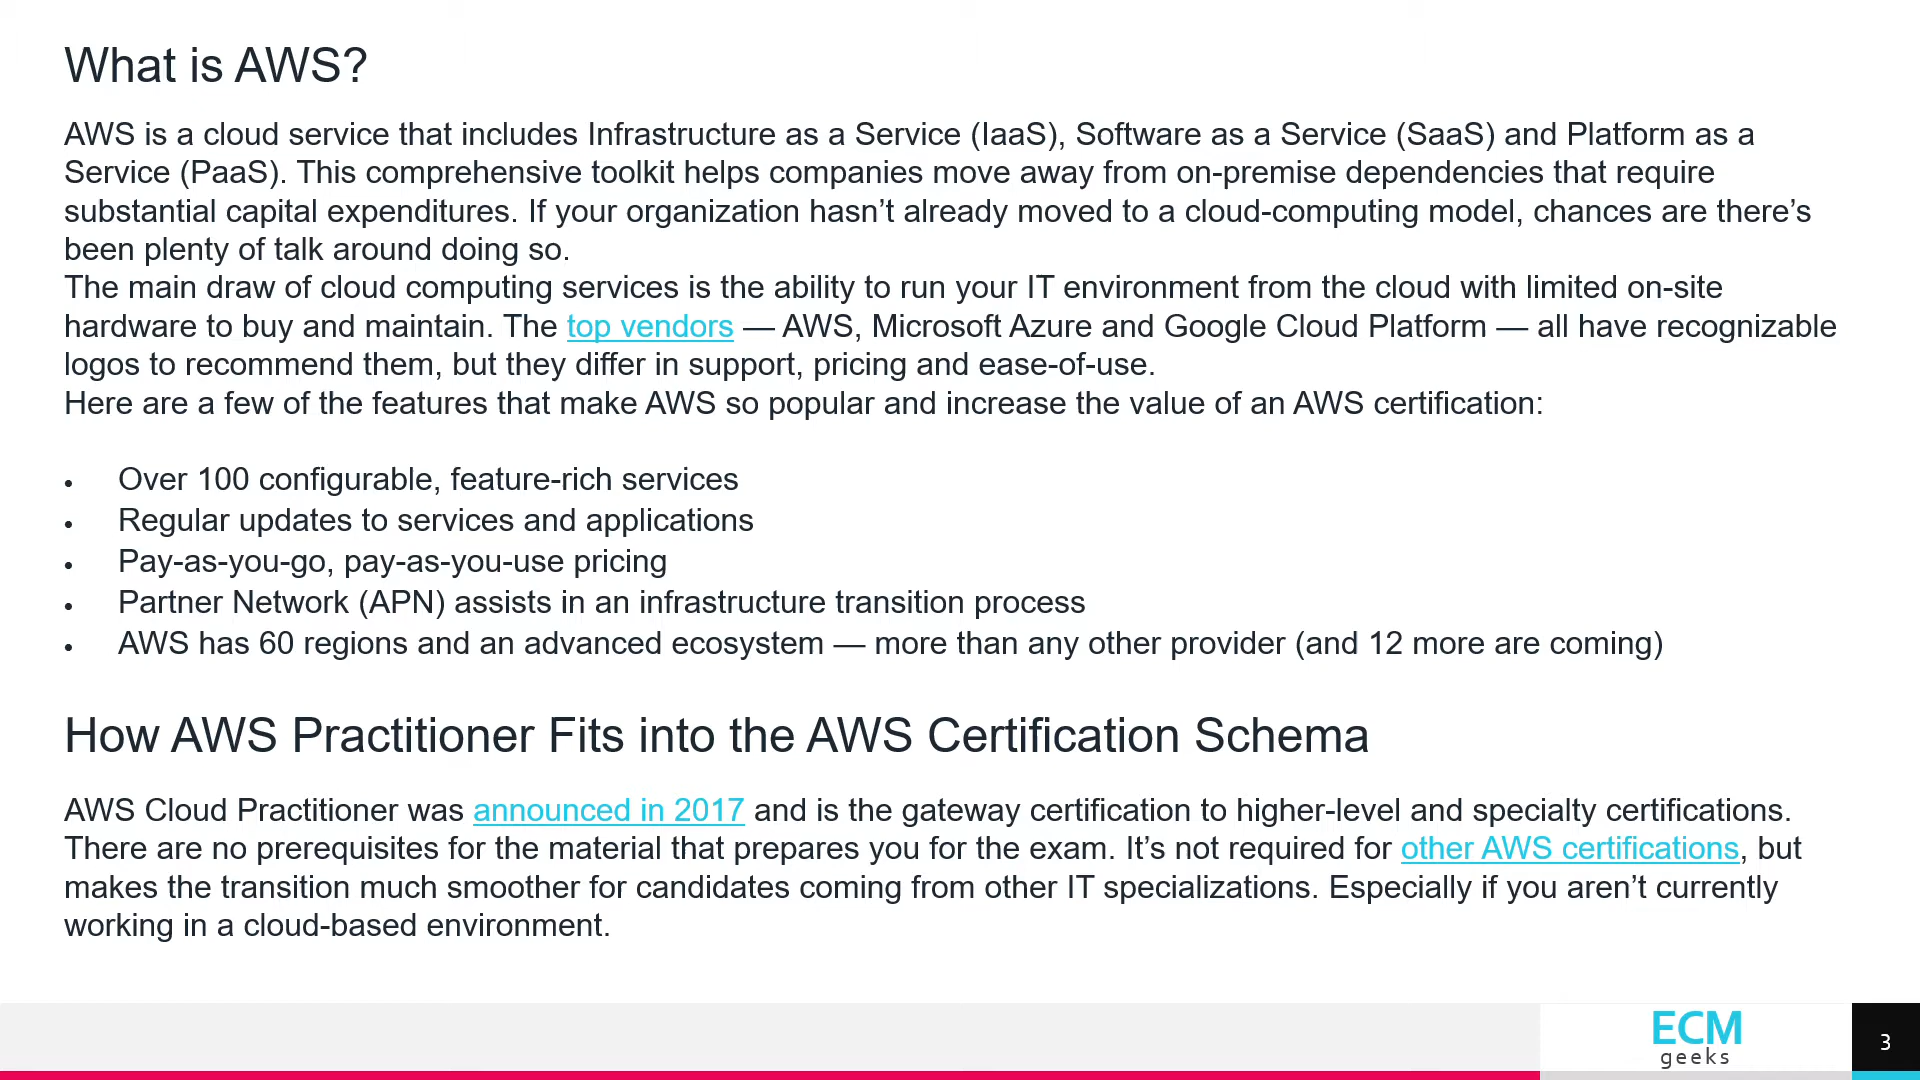 What is AWS?
AWS is a cloud service that includes Infrastructure as a Service (IaaS), Software as a Service (SaaS) and Platform as a
Service (PaaS). This comprehensive toolkit helps companies move away from on-premise dependencies that require
substantial capital expenditures. If your organization hasn’t already moved to a cloud-computing model, chances are there’s
been plenty of talk around doing so.
The main draw of cloud computing services is the ability to run your IT environment from the cloud with limited on-site
hardware to buy and maintain. The top vendors — AWS, Microsoft Azure and Google Cloud Platform — all have recognizable
logos to recommend them, but they differ in support, pricing and ease-of-use.
Here are a few of the features that make AWS so popular and increase the value of an AWS certification:
• Over 100 configurable, feature-rich services
• Regular updates to services and applications
• Pay-as-you-go, pay-as-you-use pricing
• Partner Network (APN) assists in an infrastructure transition process
• AWS has 60 regions and an advanced ecosystem — more than any other provider (and 12 more are coming)
How AWS Practitioner Fits into the AWS Certification Schema
AWS Cloud Practitioner was announced in 2017 and is the gateway certification to higher-level and specialty certifications.
There are no prerequisites for the material that prepares you for the exam. It’s not required for other AWS certifications, but
makes the transition much smoother for candidates coming from other IT specializations. Especially if you aren’t currently
working in a cloud-based environment.
ECM
geeks
3